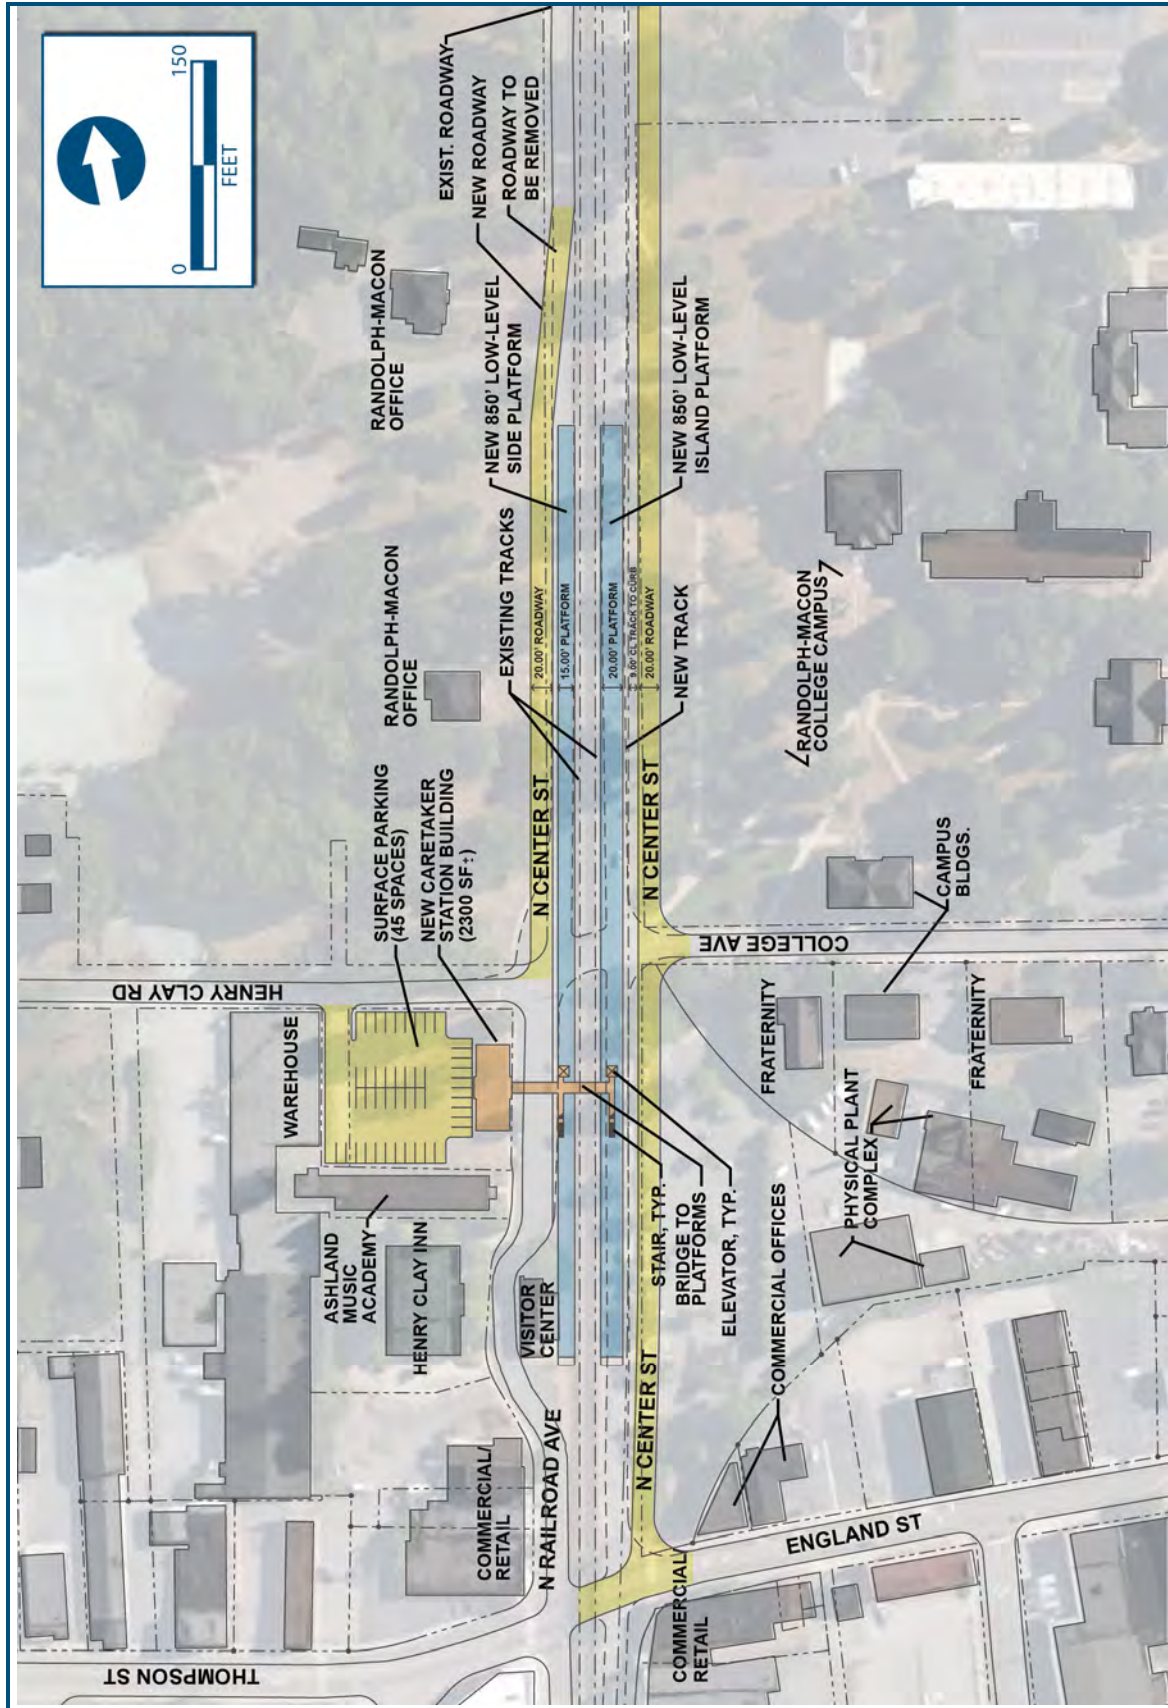 0
150
FEET
EXIST. ROADWAY
NEW ROADWAY
ROADWAY TO
BE REMOVED
RANDOLPH-MACON
OFFICE
NEW 850' LOW-LEVEL
SIDE PLATFORM
NEW 850' LOW-LEVEL
ISLAND PLATFORM
RANDOLPH-MACON
OFFICE
EXISTING TRACKS
20.00' ROADWAY
15.00' PLATFORM
20.00' PLATFORM
9.00' CL TRACK TO CURB
20.00' ROADWAY
NEW TRACK
RANDOLPH-MACON
COLLEGE CAMPUS
SURFACE PARKING
(45 SPACES)
NEW CARETAKER
STATION BUILDING
(2300 SF±)
N CENTER ST
N CENTER ST
CAMPUS
BLDGS.
HENRY CLAY RD
COLLEGE AVE
WAREHOUSE
FRATERNITY
FRATERNITY
PHYSICAL PLANT
COMPLEX
ASHLAND
MUSIC
ACADEMY
HENRY CLAY INN
VISITOR
CENTER
STAIR, TYP.
BRIDGE TO
PLATFORMS
ELEVATOR, TYP.
COMMERCIAL OFFICES
COMMERCIAL/
RETAIL
N RAILROAD AVE
N CENTER ST
ENGLAND ST
COMMERCIAL/
RETAIL
THOMPSON ST